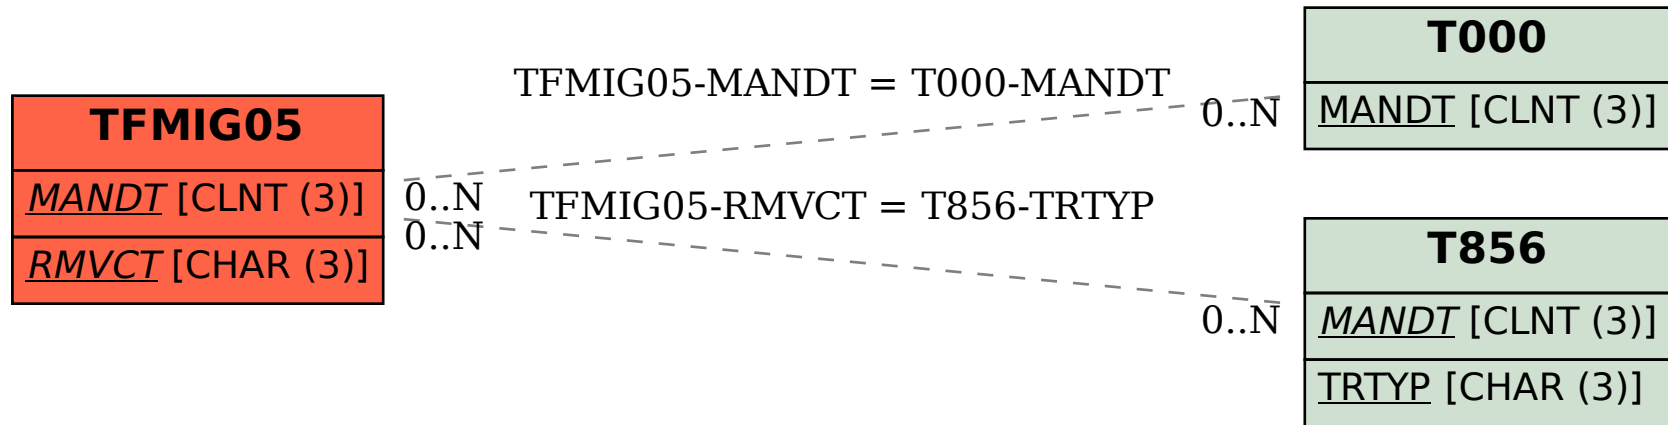 TFMIG05
MANDT [CLNT (3)]
RMVCT [CHAR (3)]
TFMIG05-MANDT = T000-MANDT
0..N
0..N
TFMIG05-RMVCT = T856-TRTYP
0..N
0..N
T000
MANDT [CLNT (3)]
T856
MANDT [CLNT (3)]
TRTYP [CHAR (3)]